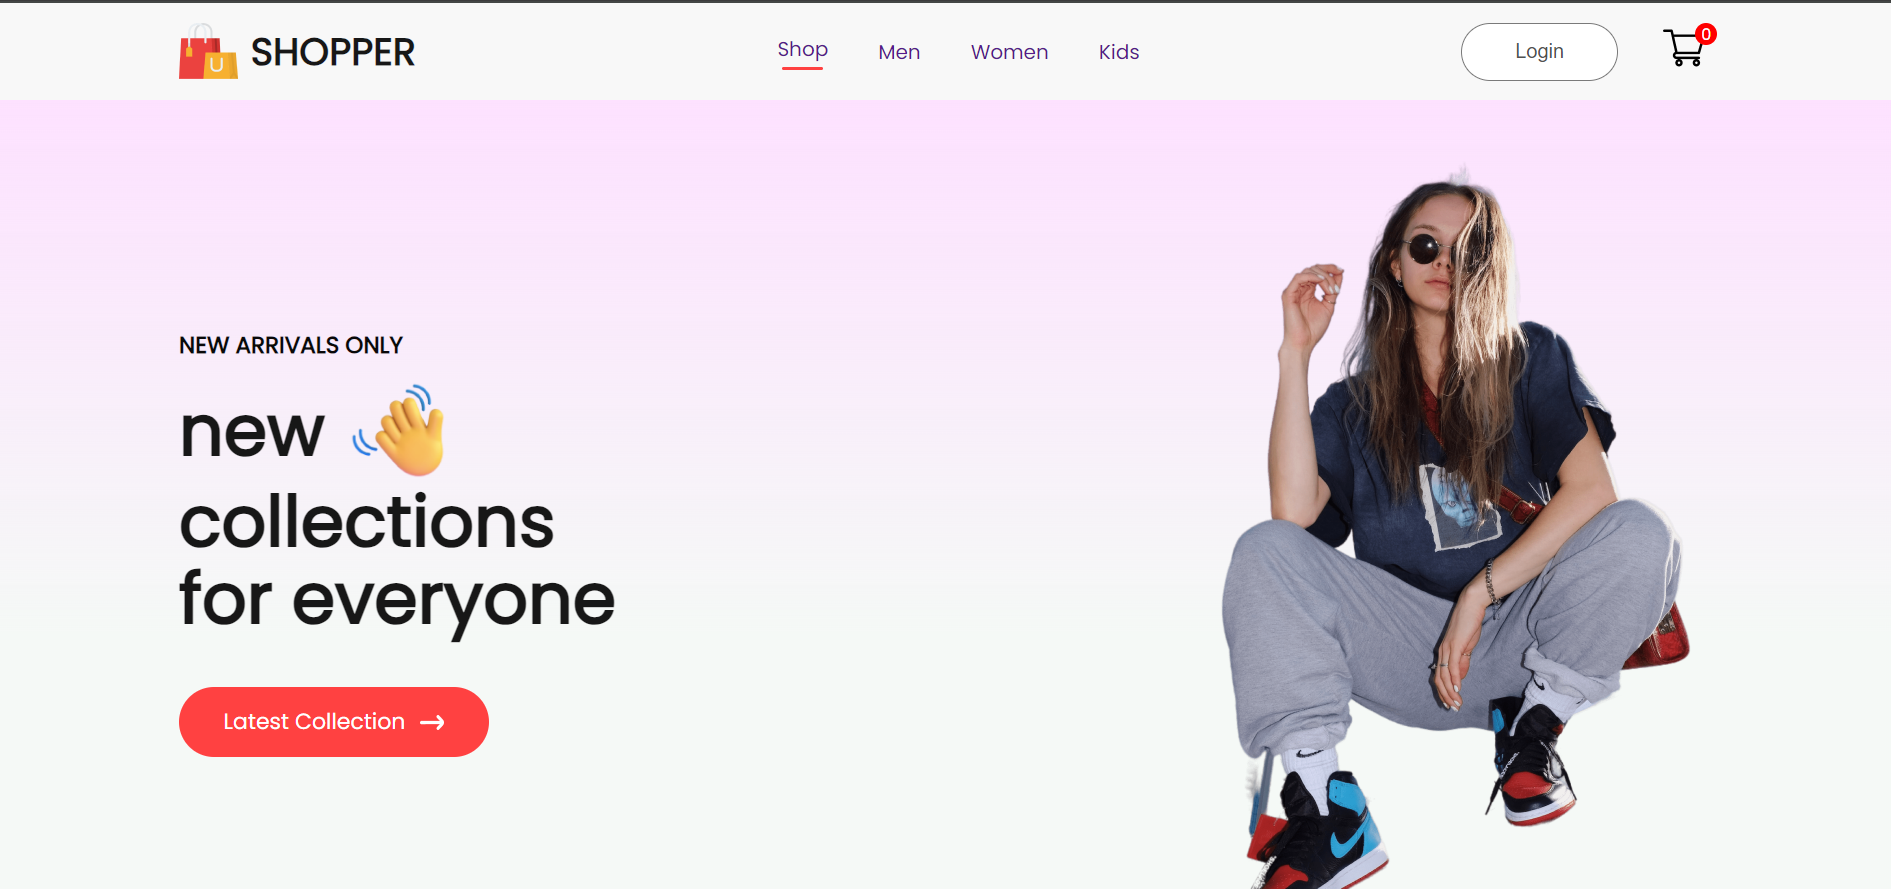 SHOPPER
Shop Men Women Kids
Login
0
NEW ARRIVALS ONLY
new
collections
for everyone
Latest Collection